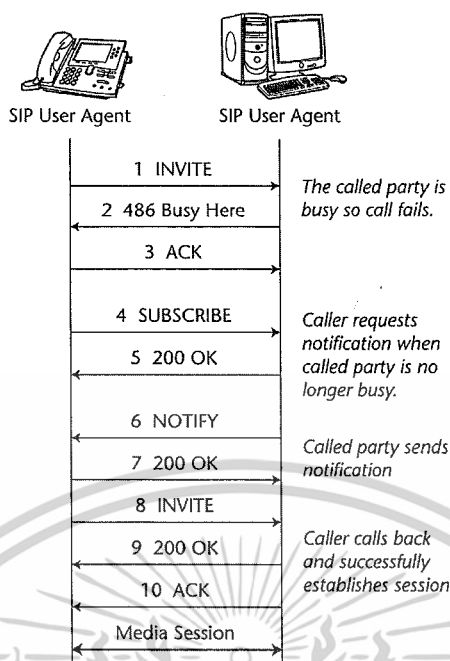 SIP User Agent
SIP User Agent
1 INVITE
2 486 Busy Here
3 ACK
The called party is
busy so call fails.
4 SUBSCRIBE
5 200 OK
Caller requests
notification when
called party is no
longer busy.
6 NOTIFY
7 200 OK
Called party sends
notification
8 INVITE
9 200 OK
10 ACK
Caller calls back
and successfully
establishes session
Media Session